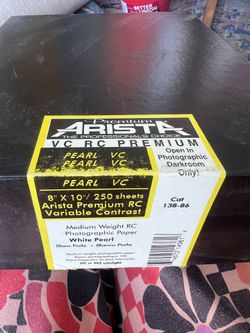 Premium
ARISTA
THE PROFESSIONAL'S CHOICE
VC RC PREMIUM
PEARL VC
PEARL VC
PEARL VC
Open in
Photographic
Darkroom
Only!
8" X 10"/ 250 sheets
Arista Premium RC
Variable Contrast
Cat
138-86
Medium Weight RC
Photographic Paper
White Pearl